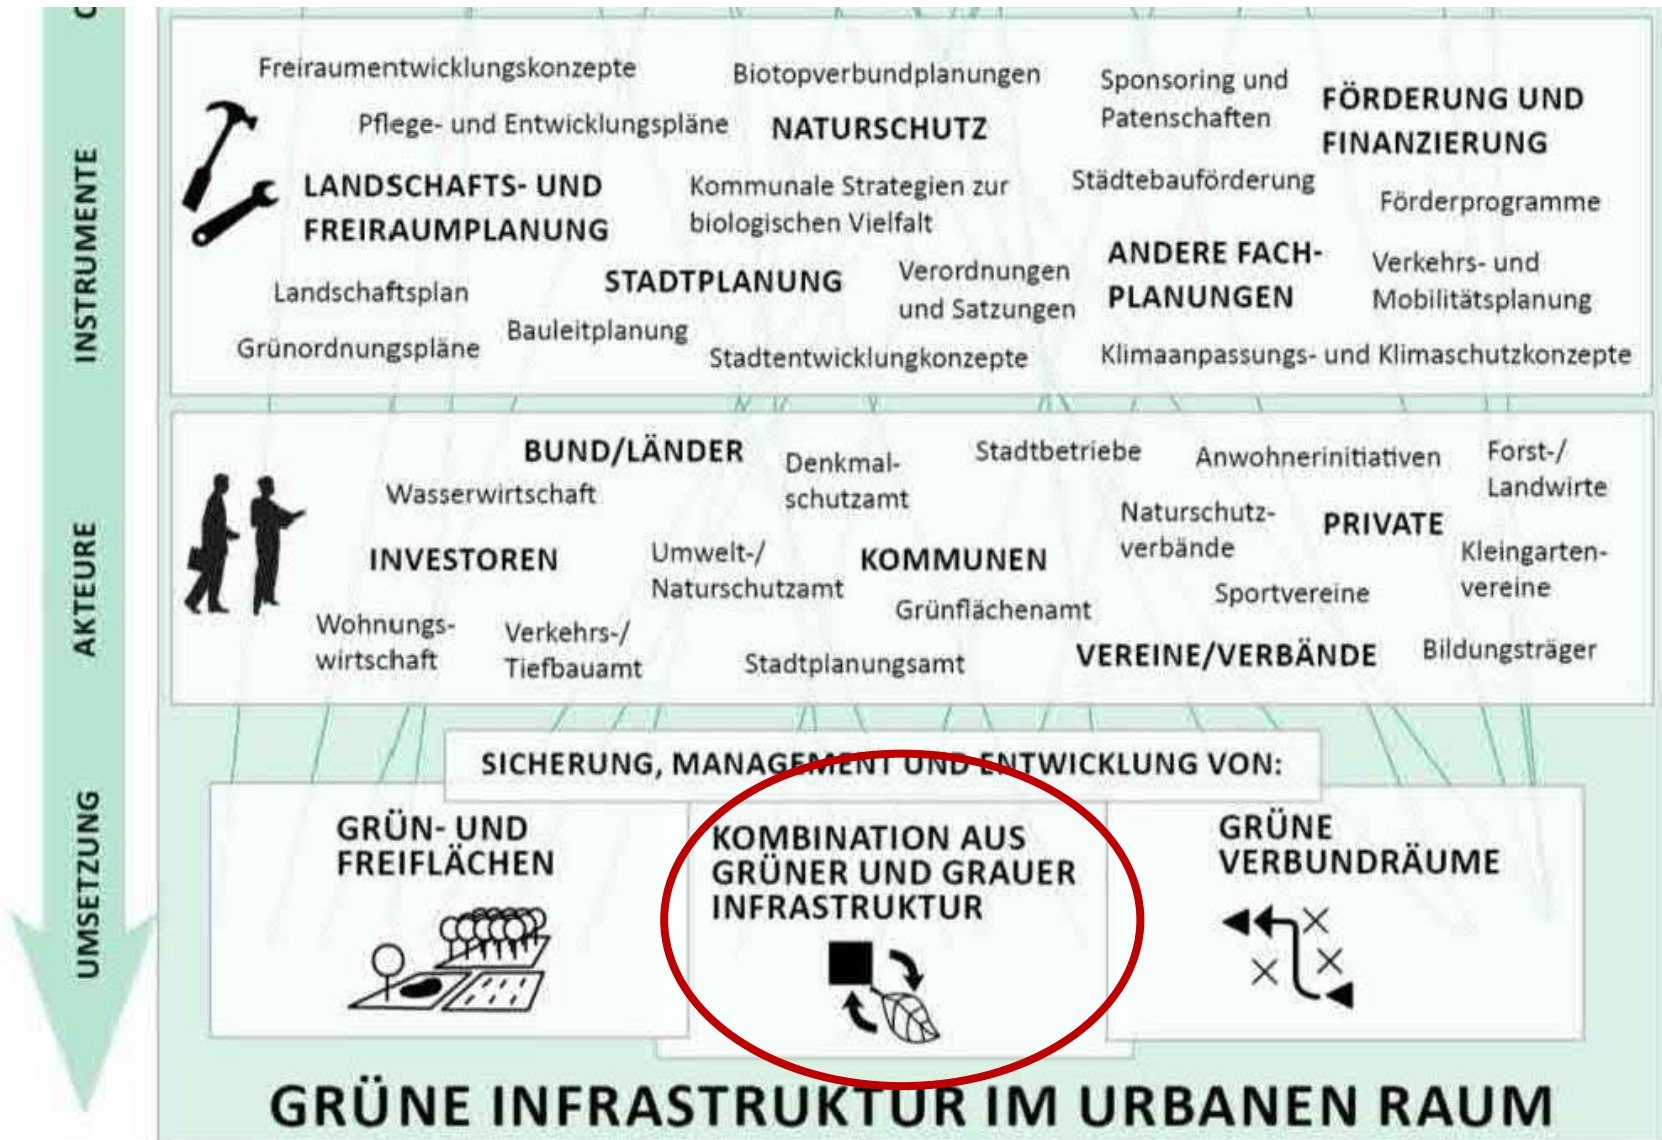 INSTRUMENTE
Freiraumentwicklungskonzepte
Biotopverbundplanungen
Sponsoring und
Patenschaften
FÖRDERUNG UND
FINANZIERUNG
Pflege- und Entwicklungspläne
NATURSCHUTZ
LANDSCHAFTS- UND
FREIRAUMPLANUNG
Kommunale Strategien zur
biologischen Vielfalt
Städtebauförderung
Förderprogramme
STADTPLANUNG
Verordnungen
und Satzungen
ANDERE FACH-
PLANUNGEN
Verkehrs- und
Mobilitätsplanung
Landschaftsplan
Bauleitplanung
Grünordnungspläne
Stadtentwicklungkonzepte
Klimaanpassungs- und Klimaschutzkonzepte
AKTEURE
BUND/LÄNDER
Wasserwirtschaft
Denkmal-
schutzamt
Stadtbetriebe
Anwohnerinitiativen
Forst-/
Landwirte
Naturschutz-
verbände
PRIVATE
INVESTOREN
Umwelt-/
Naturschutzamt
KOMMUNEN
Kleingarten-
vereine
Sportvereine
Grünflächenamt
Wohnungs-
wirtschaft
Verkehrs-/
Tiefbauamt
Stadtplanungsamt
VEREINE/VERBÄNDE
Bildungsträger
UMSETZUNG
SICHERUNG, MANAGEMENT UND ENTWICKLUNG VON:
GRÜN- UND
FREIFLÄCHEN
KOMBINATION AUS
GRÜNER UND GRAUER
INFRASTRUKTUR
GRÜNE
VERBUNDRÄUME
GRÜNE INFRASTRUKTUR IM URBANEN RAUM